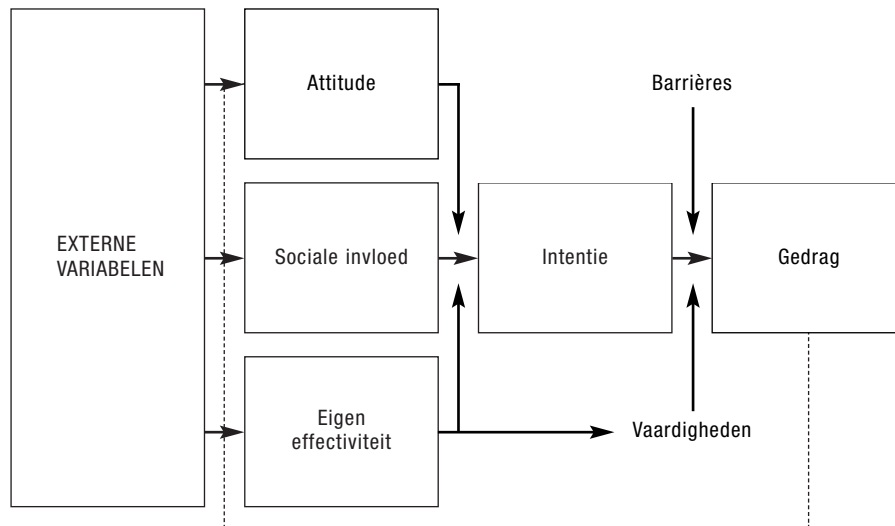 EXTERNE
VARIABELEN
Attitude
Sociale invloed
Eigen
effectiviteit
Intentie
Barrières
Vaardigheden
Gedrag